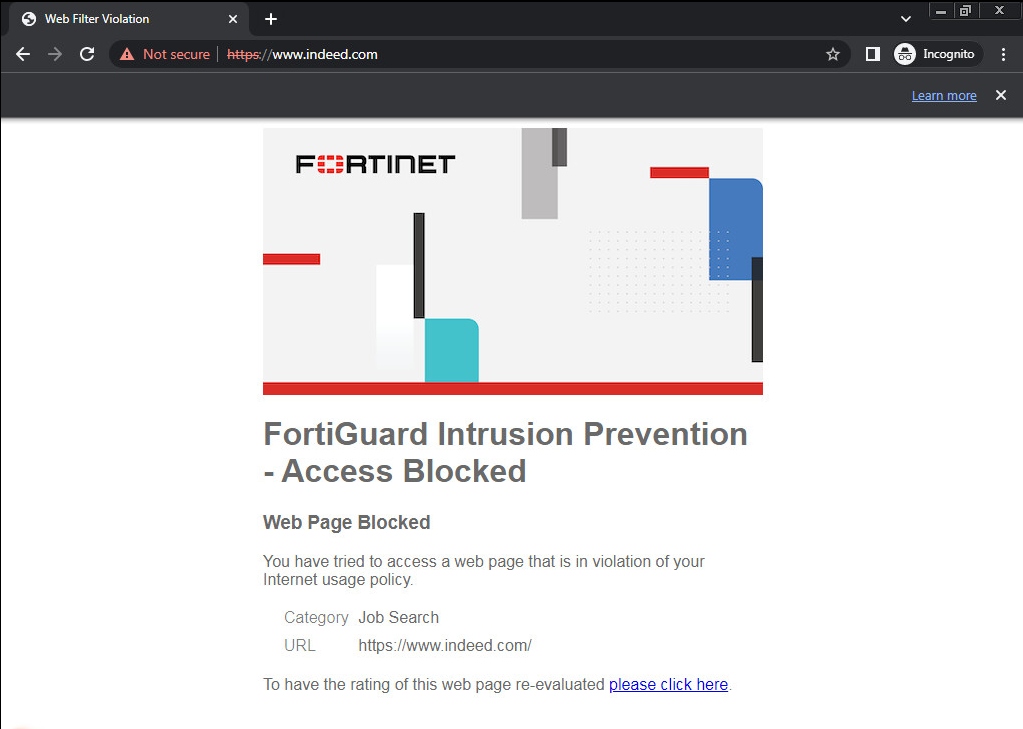 Web Filter Violation
Not secure https://www.indeed.com Incognito
Learn more
FORTINET
FortiGuard Intrusion Prevention
- Access Blocked
Web Page Blocked
You have tried to access a web page that is in violation of your
Internet usage policy.
Category Job Search
URL https://www.indeed.com/
To have the rating of this web page re-evaluated please click here.